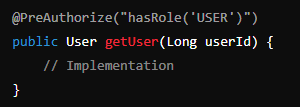 @PreAuthorize("hasRole('USER')")
public User getUser(Long userId) {
    // Implementation
}